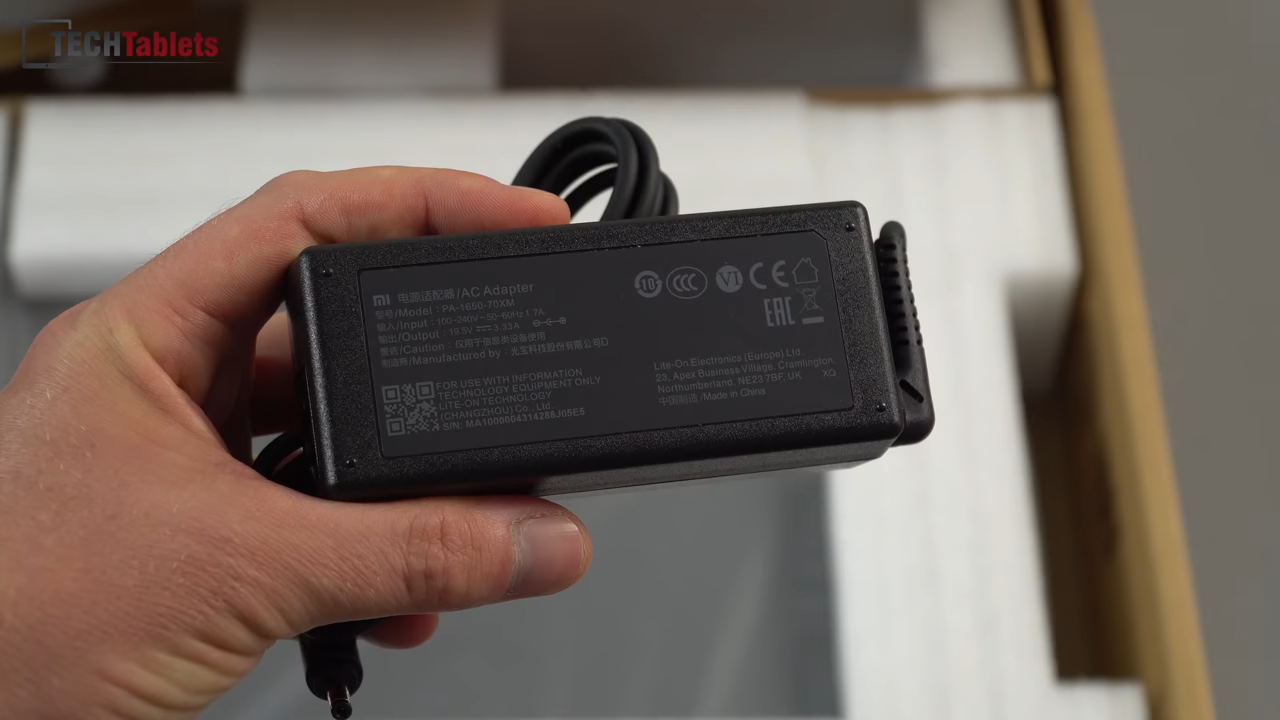 TECHTablets
mi 电源适配器/AC Adapter
型号/Model : PA-1650-70XM
输入/Input : 100-240V~50-60Hz 1.7A
输出/Output : 19.5V 3.33A
警告/Caution : 仅用于信息类设备使用
制造商/Manufactured by : 光宝科技股份有限公司D
FOR USE WITH INFORMATION
TECHNOLOGY EQUIPMENT ONLY
LITE-ON TECHNOLOGY
(CHANGZHOU) Co., Ltd.
S/N: MA1000004314288J05E5
10 CCC VI CE
EAC
Lite-On Electronics (Europe) Ltd.
23, Apex Business Village, Cramlington,
Northumberland, NE23 7BF, UK XQ
中国制造 /Made in China